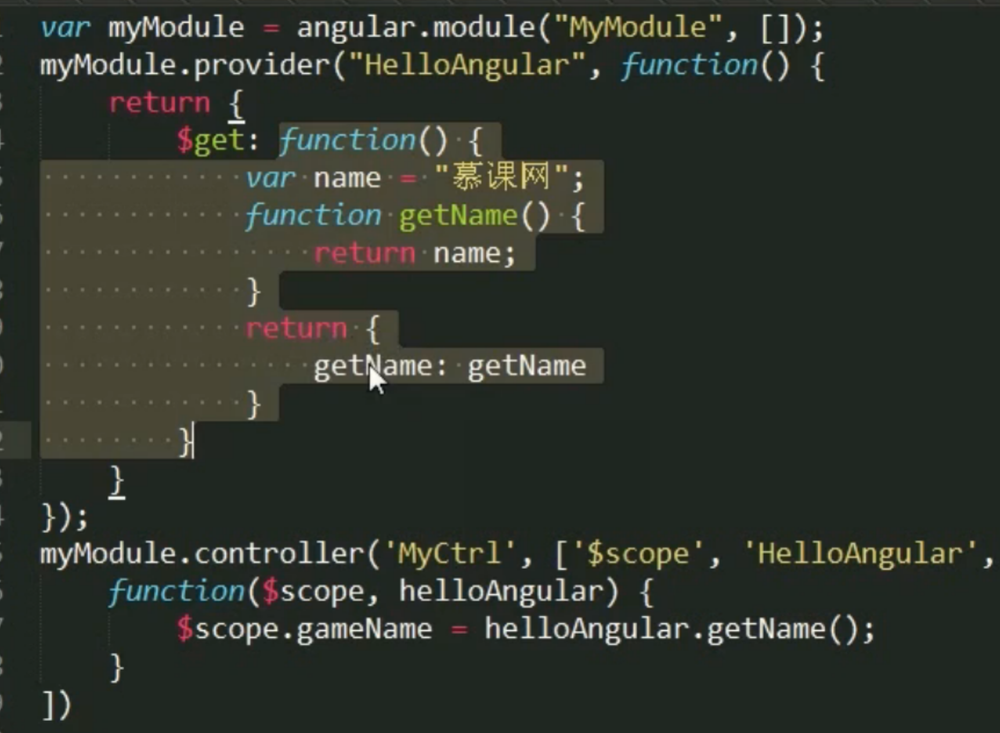 var myModule = angular.module("MyModule", []);
myModule.provider("HelloAngular", function() {
    return {
        $get: function() {
            var name = "慕课网";
            function getName() {
                return name;
            }
            return {
                getName: getName
            }
        }
    }
});
myModule.controller('MyCtrl', ['$scope', 'HelloAngular',
    function($scope, helloAngular) {
        $scope.gameName = helloAngular.getName();
    }
])